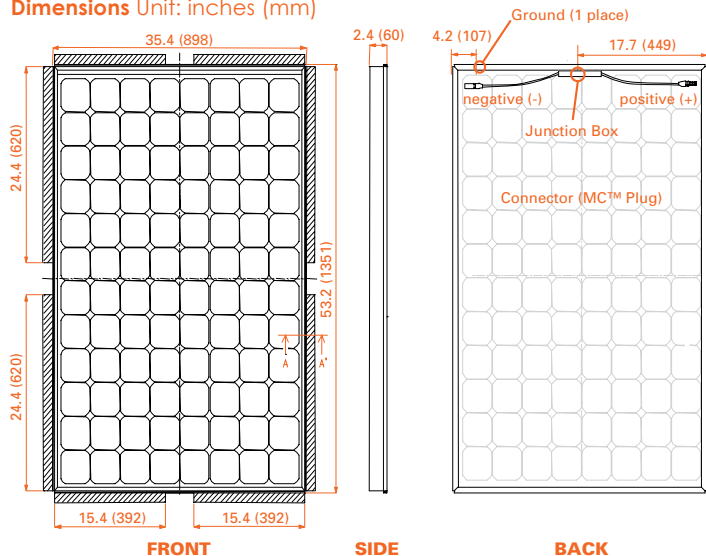 Dimensions Unit: inches (mm)
35.4 (898)
2.4 (60)
4.2 (107)
Ground (1 place)
17.7 (449)
24.4 (620)
negative (-)
positive (+)
Junction Box
Connector (MC™ Plug)
53.2 (1351)
A
A'
24.4 (620)
15.4 (392)
15.4 (392)
FRONT
SIDE
BACK